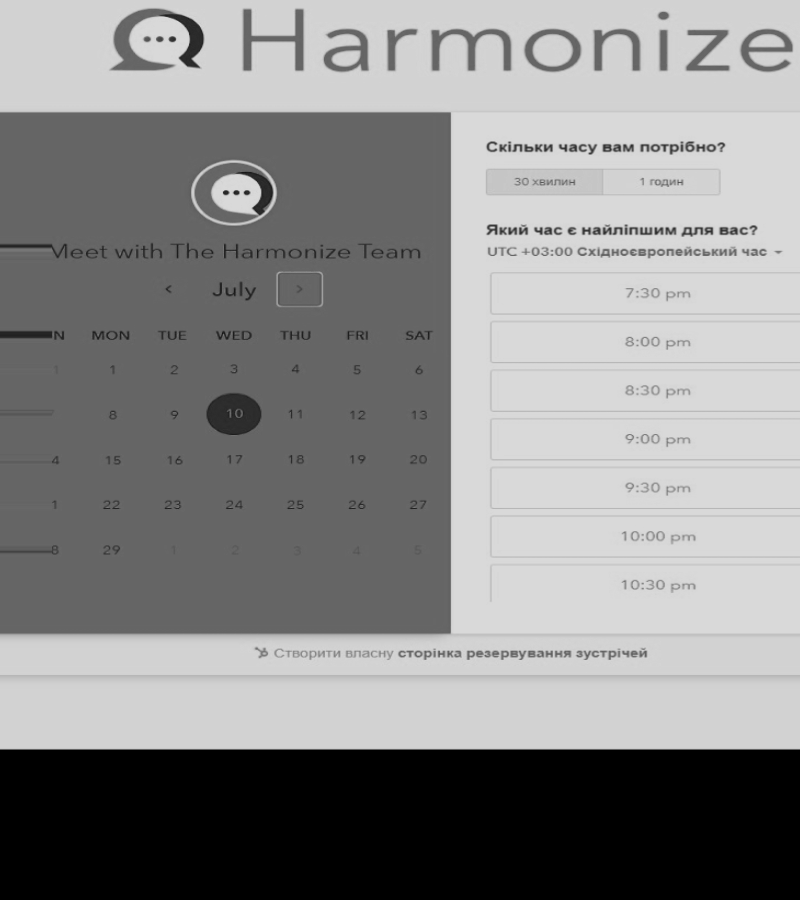 Harmonize
Meet with The Harmonize Team
July
N MON TUE WED THU FRI SAT
1 1 2 3 4 5 6
8 9 10 11 12 13
4 15 16 17 18 19 20
1 22 23 24 25 26 27
8 29 1 2 3 4 5
Скільки часу вам потрібно?
30 хвилин 1 годин
Який час є найліпшим для вас?
UTC +03:00 Східноєвропейський час
7:30 pm
8:00 pm
8:30 pm
9:00 pm
9:30 pm
10:00 pm
10:30 pm
Створити власну сторінка резервування зустрічей